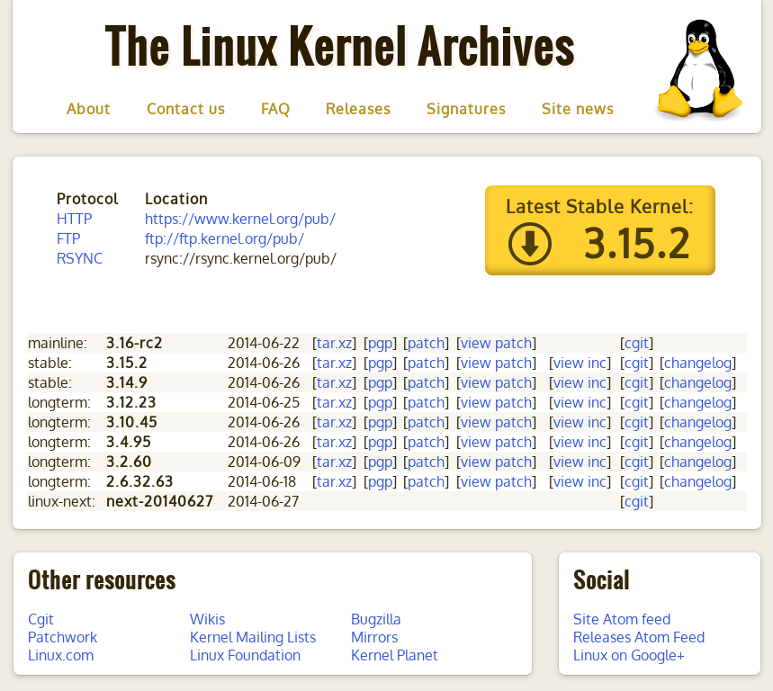 The Linux Kernel Archives
About Contact us FAQ Releases Signatures Site news
Protocol Location
HTTP https://www.kernel.org/pub/
FTP ftp://ftp.kernel.org/pub/
RSYNC rsync://rsync.kernel.org/pub/
Latest Stable Kernel:
3.15.2
mainline: 3.16-rc2 2014-06-22 [tar.xz] [pgp] [patch] [view patch] [cgit]
stable: 3.15.2 2014-06-26 [tar.xz] [pgp] [patch] [view patch] [view inc] [cgit] [changelog]
stable: 3.14.9 2014-06-26 [tar.xz] [pgp] [patch] [view patch] [view inc] [cgit] [changelog]
longterm: 3.12.23 2014-06-25 [tar.xz] [pgp] [patch] [view patch] [view inc] [cgit] [changelog]
longterm: 3.10.45 2014-06-26 [tar.xz] [pgp] [patch] [view patch] [view inc] [cgit] [changelog]
longterm: 3.4.95 2014-06-26 [tar.xz] [pgp] [patch] [view patch] [view inc] [cgit] [changelog]
longterm: 3.2.60 2014-06-09 [tar.xz] [pgp] [patch] [view patch] [view inc] [cgit] [changelog]
longterm: 2.6.32.63 2014-06-18 [tar.xz] [pgp] [patch] [view patch] [view inc] [cgit] [changelog]
linux-next: next-20140627 2014-06-27 [cgit]
Other resources
Cgit Wikis Bugzilla
Patchwork Kernel Mailing Lists Mirrors
Linux.com Linux Foundation Kernel Planet
Social
Site Atom feed
Releases Atom Feed
Linux on Google+